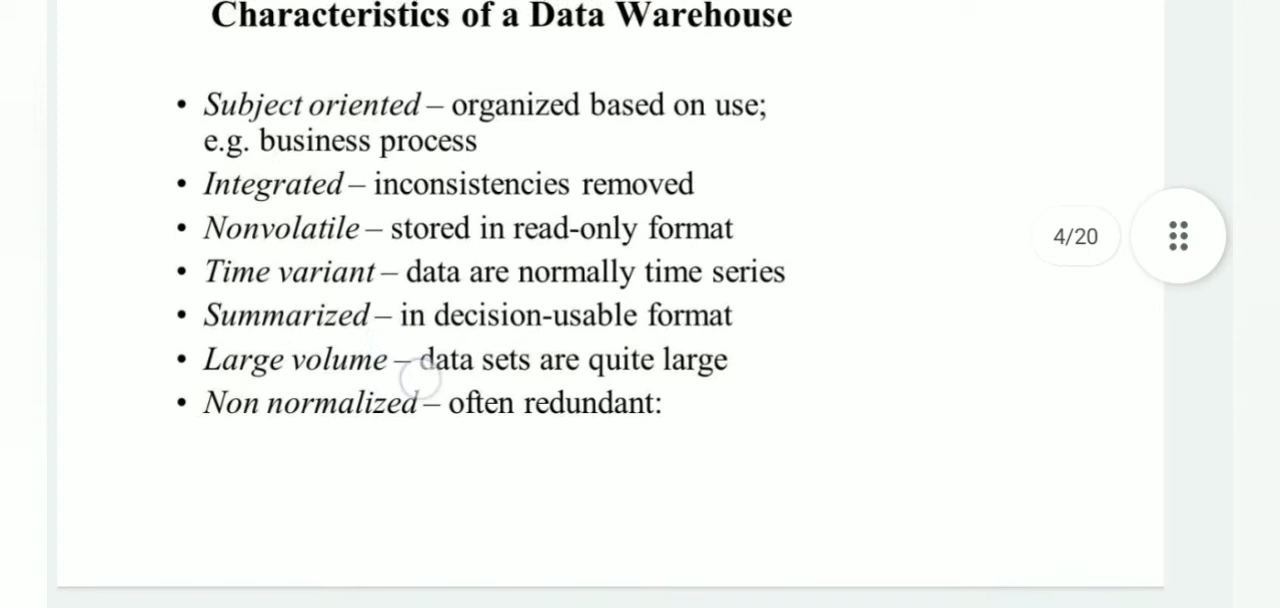 Characteristics of a Data Warehouse
• Subject oriented – organized based on use;
e.g. business process
• Integrated – inconsistencies removed
• Nonvolatile – stored in read-only format
• Time variant – data are normally time series
• Summarized – in decision-usable format
• Large volume – data sets are quite large
• Non normalized – often redundant:
4/20